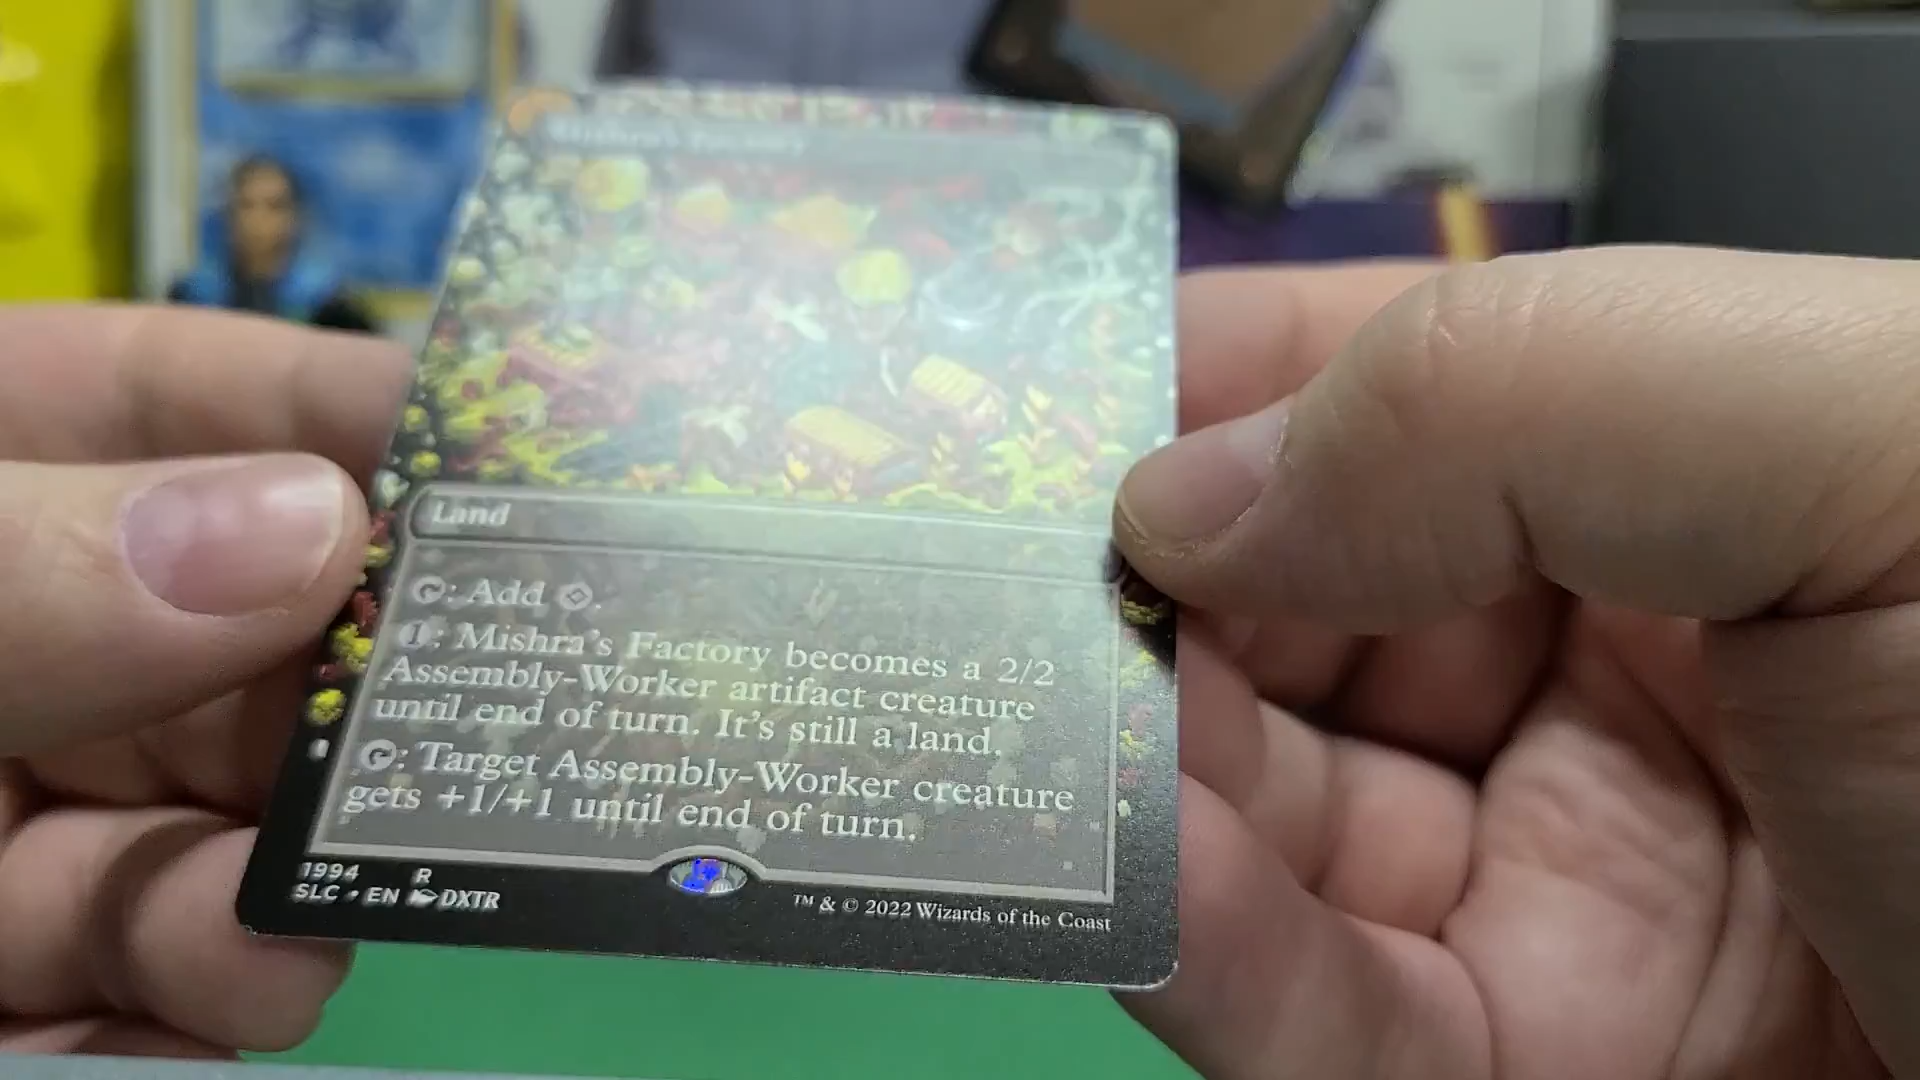 Mishra's Factory
Land
: Add .
1: Mishra's Factory becomes a 2/2
Assembly-Worker artifact creature
until end of turn. It's still a land.
: Target Assembly-Worker creature
gets +1/+1 until end of turn.
1994 R
SLC • EN DXTR
™ & © 2022 Wizards of the Coast